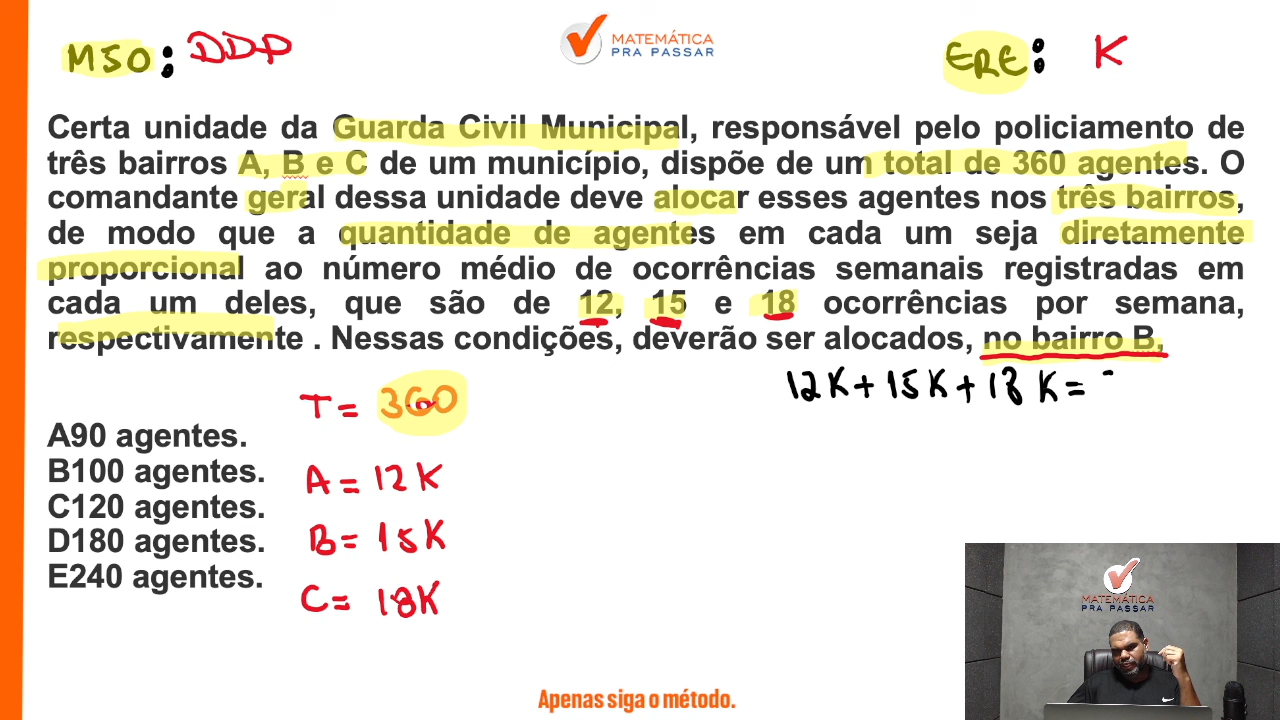 M50: DDP
MATEMÁTICA
PRA PASSAR
ERE: K
Certa unidade da Guarda Civil Municipal, responsável pelo policiamento de
três bairros A, B e C de um município, dispõe de um total de 360 agentes. O
comandante geral dessa unidade deve alocar esses agentes nos três bairros,
de modo que a quantidade de agentes em cada um seja diretamente
proporcional ao número médio de ocorrências semanais registradas em
cada um deles, que são de 12, 15 e 18 ocorrências por semana,
respectivamente . Nessas condições, deverão ser alocados, no bairro B,
12K+15K+18K=
T= 360
A90 agentes.
B100 agentes.
C120 agentes.
D180 agentes.
E240 agentes.
A= 12K
B= 15K
C= 18K
MATEMÁTICA
PRA PASSAR
Apenas siga o método.